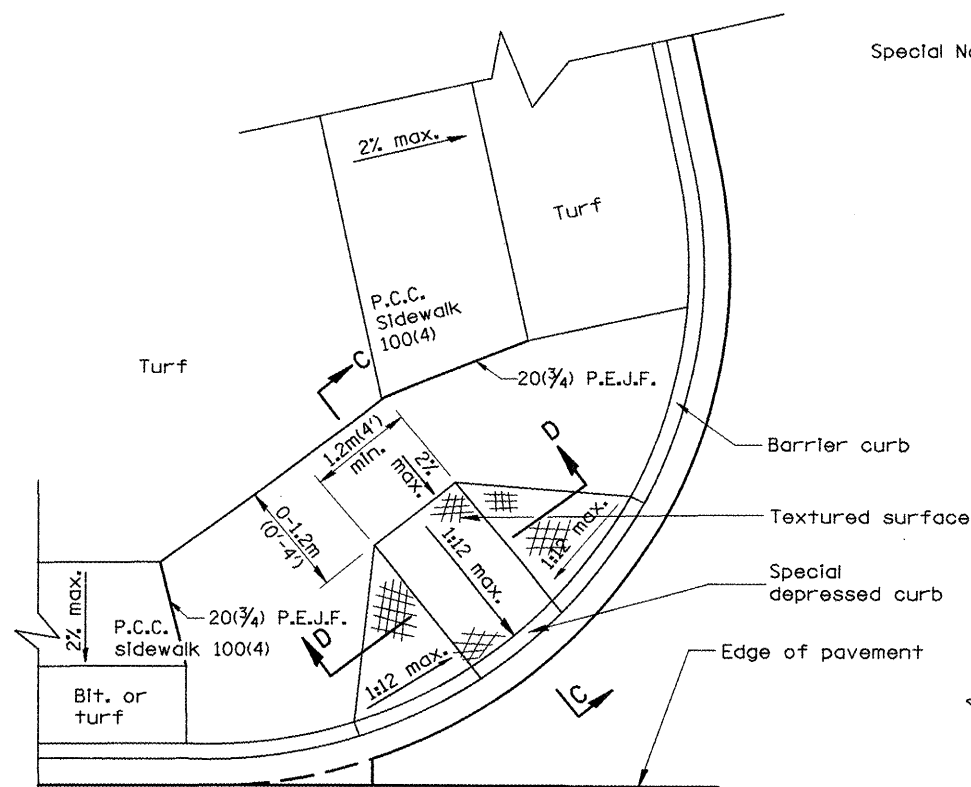 Special No
2% max.
Turf
P.C.C.
Sidewalk
100(4)
C
Turf
20(3/4) P.E.J.F.
1.2m(4')
min.
2%
max.
D
Barrier curb
0-1.2m
(0'-4')
1:12 max.
1:12 max.
Textured surface
Special
depressed curb
2% max.
20(3/4) P.E.J.F.
P.C.C.
sidewalk 100(4)
D
1:12 max.
Edge of pavement
Bit. or
turf
C